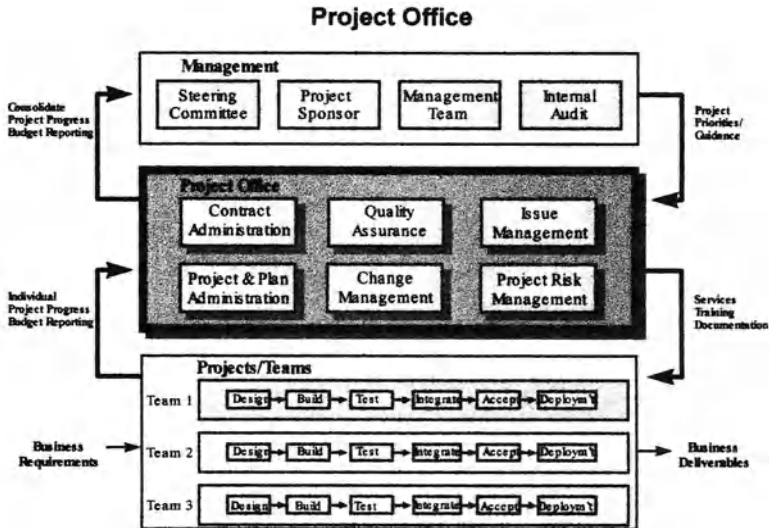 Project Office
Management
Steering
Committee
Project
Sponsor
Management
Team
Internal
Audit
Consolidate
Project Progress
Budget Reporting
Project
Priorities/
Guidance
Project Office
Contract
Administration
Quality
Assurance
Issue
Management
Project & Plan
Administration
Change
Management
Project Risk
Management
Individual
Project Progress
Budget Reporting
Services
Training
Documentation
Projects/Teams
Team 1
Design
Build
Test
Integrate
Accept
Deploym't
Business
Requirements
Team 2
Design
Build
Test
Integrate
Accept
Deploym't
Business
Deliverables
Team 3
Design
Build
Test
Integrate
Accept
Deploym't